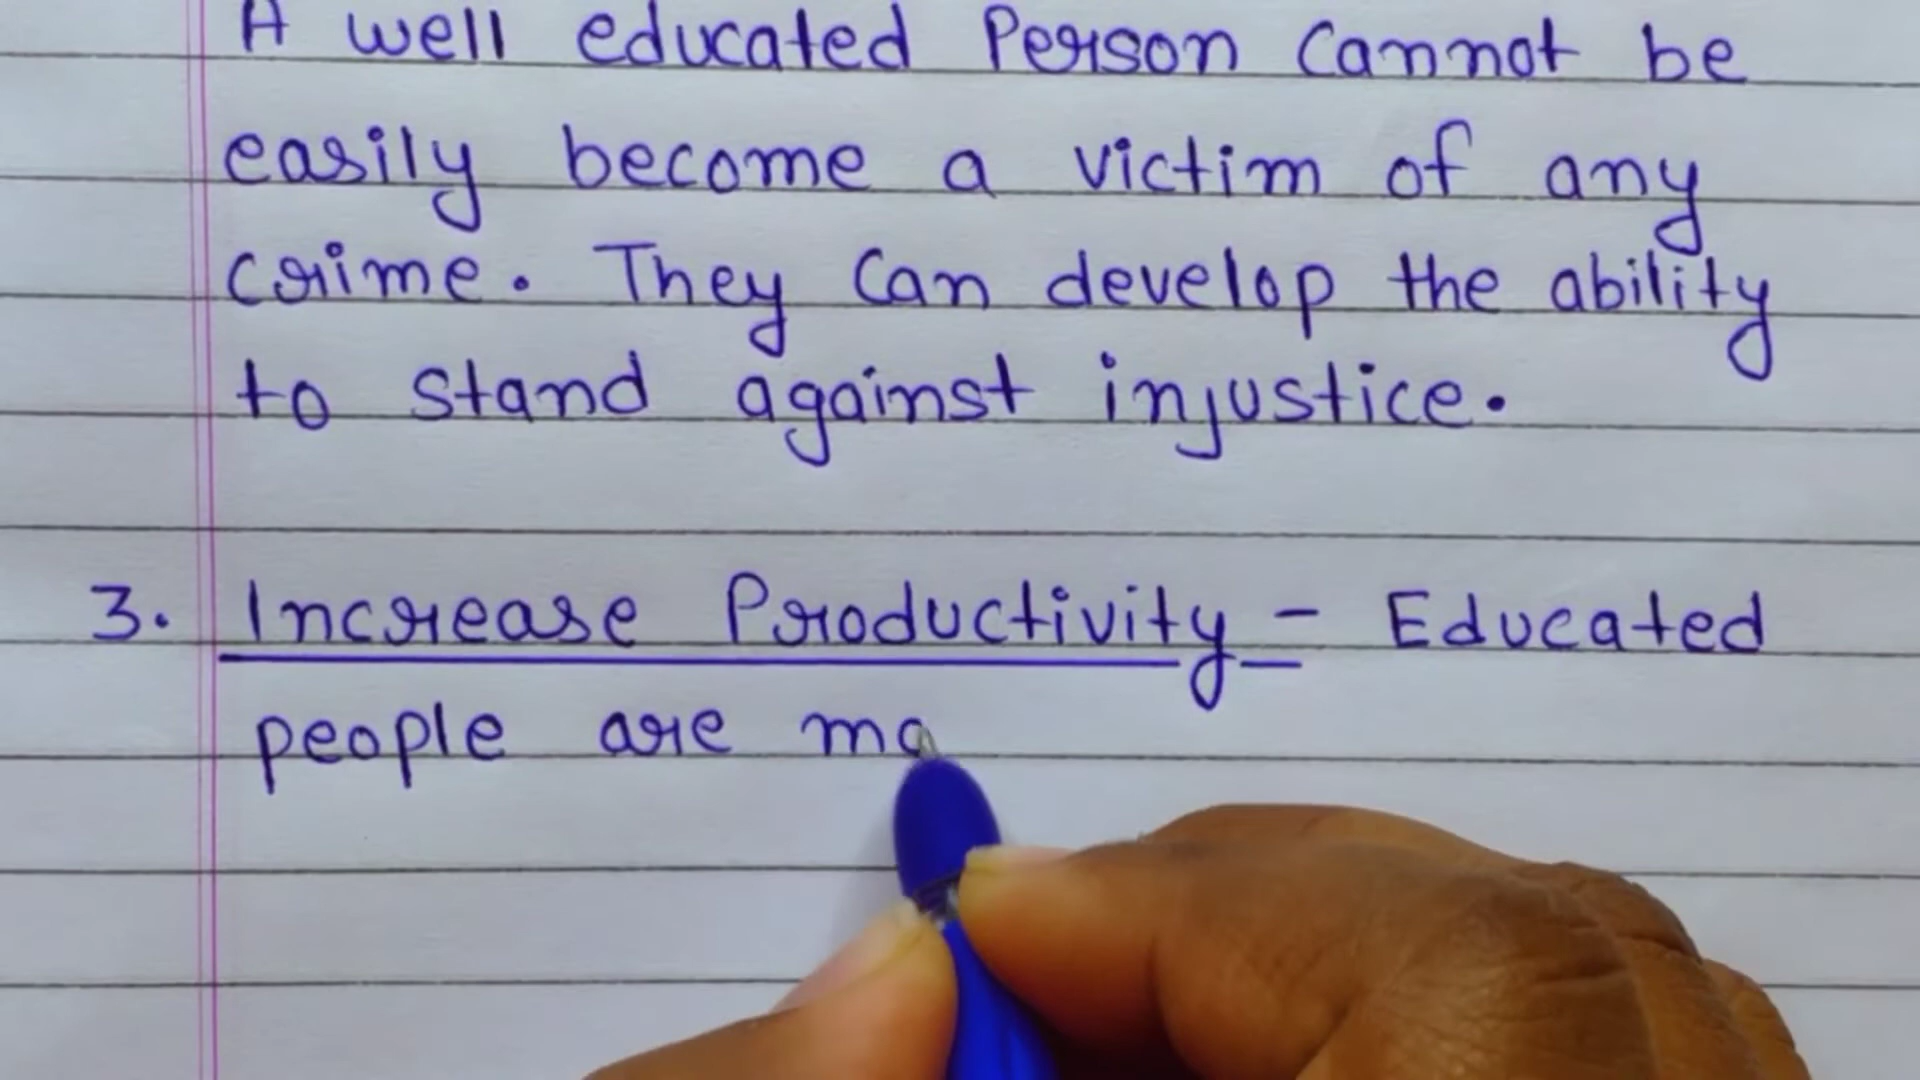 A well educated Person cannot be
easily become a victim of any
crime. They can develop the ability
to stand against injustice.
3. Increase Productivity - Educated
people are mo